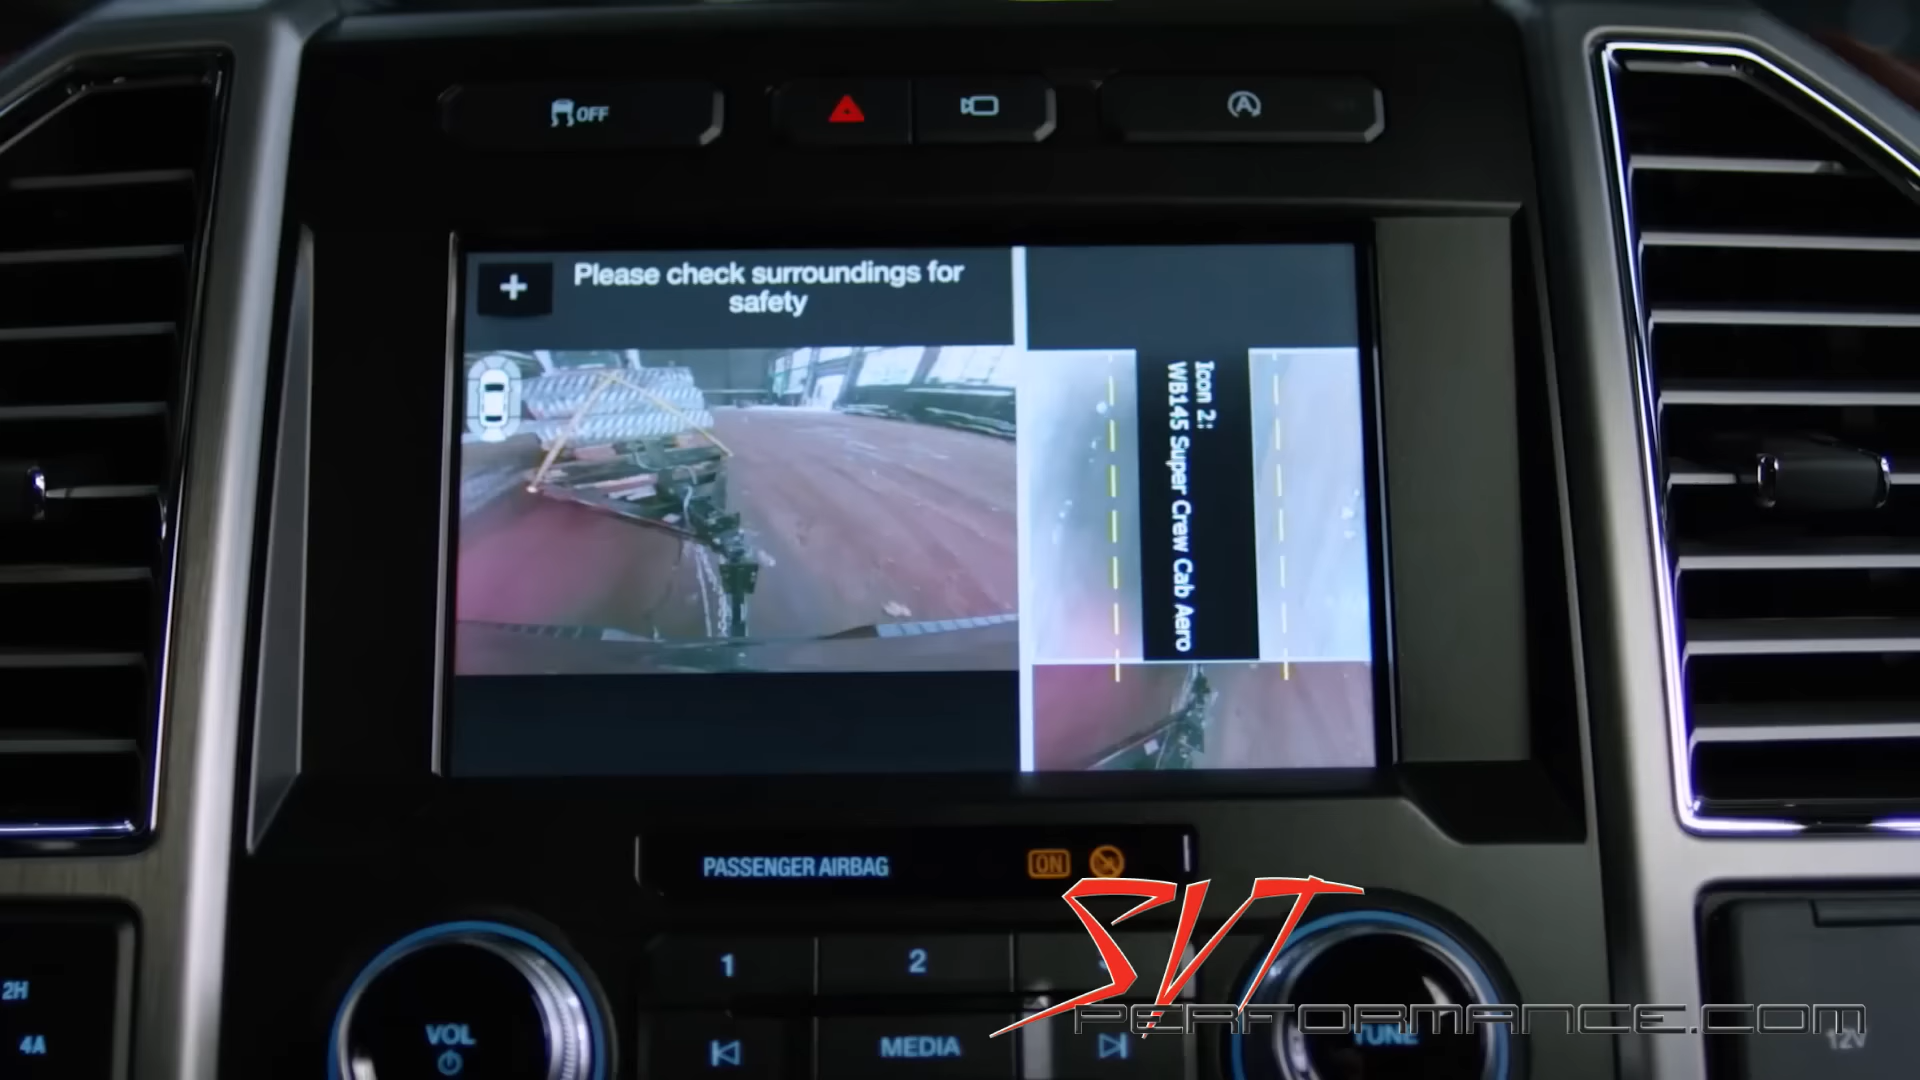 OFF
A
+
Please check surroundings for
safety
Icon 2:
WB145 Super Crew Cab Aero
PASSENGER AIRBAG
ON
SVT
PERFORMANCE.COM
1
2
2H
4A
VOL
MEDIA
TUNE
12V